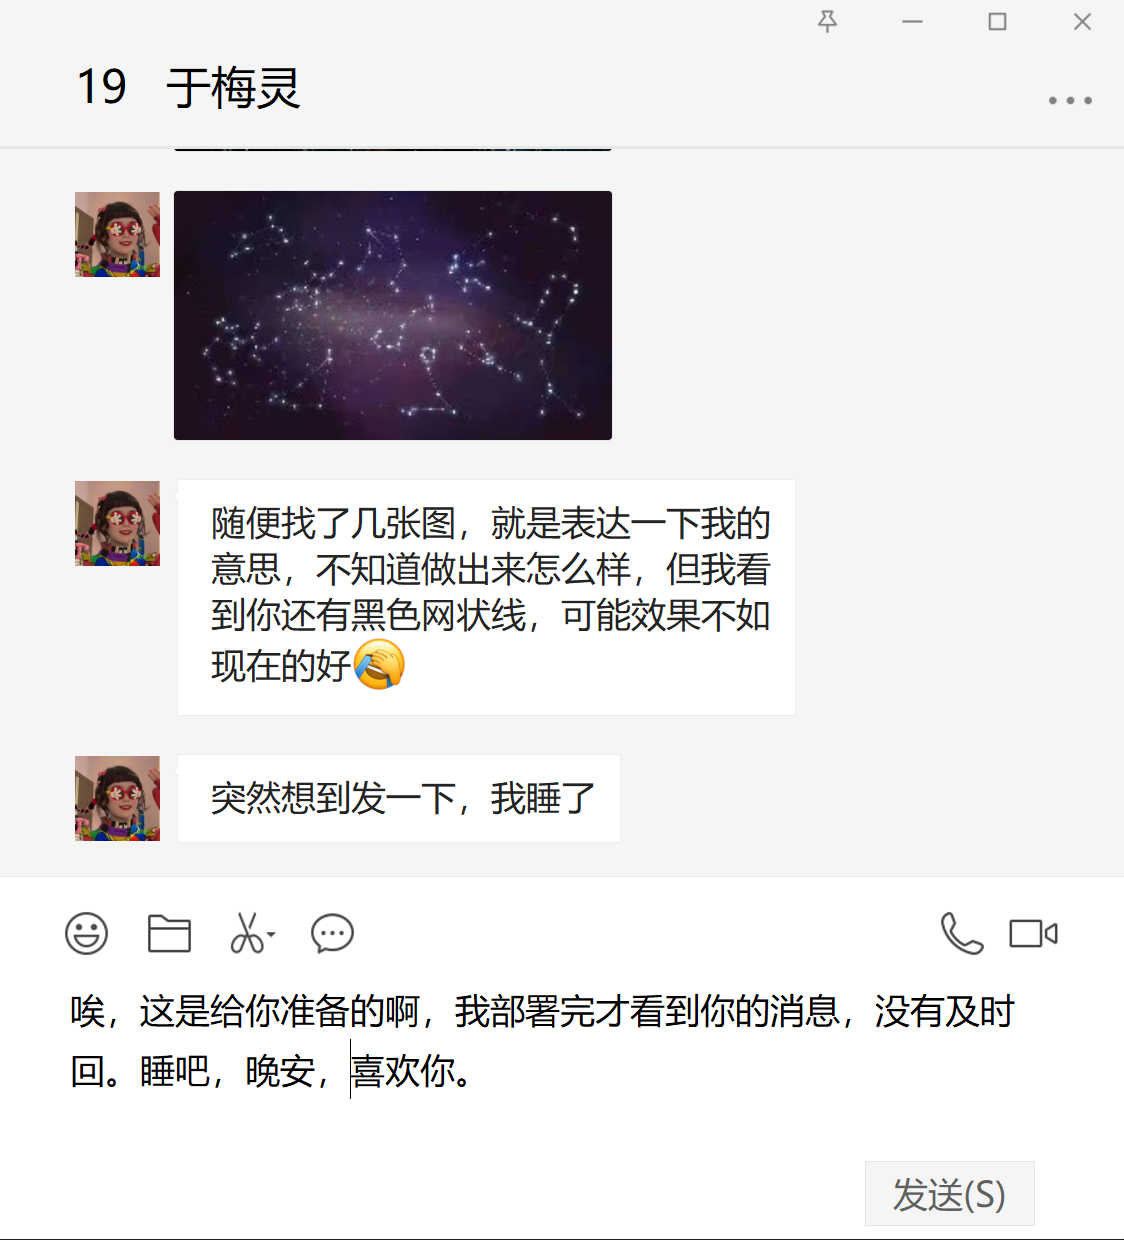 19 于梅灵
随便找了几张图，就是表达一下我的
意思，不知道做出来怎么样，但我看
到你还有黑色网状线，可能效果不如
现在的好
突然想到发一下，我睡了
唉，这是给你准备的啊，我部署完才看到你的消息，没有及时
回。睡吧，晚安，喜欢你。
发送(S)